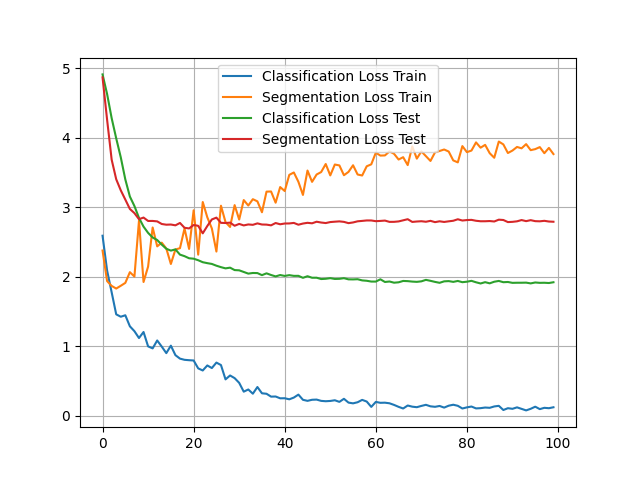 Classification Loss Train
Segmentation Loss Train
Classification Loss Test
Segmentation Loss Test
5
4
3
2
1
0
0 20 40 60 80 100